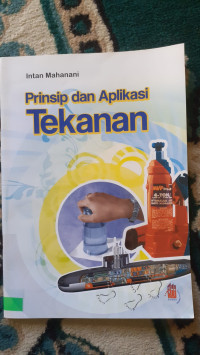 Intan Mahanani
Prinsip dan Aplikasi
Tekanan